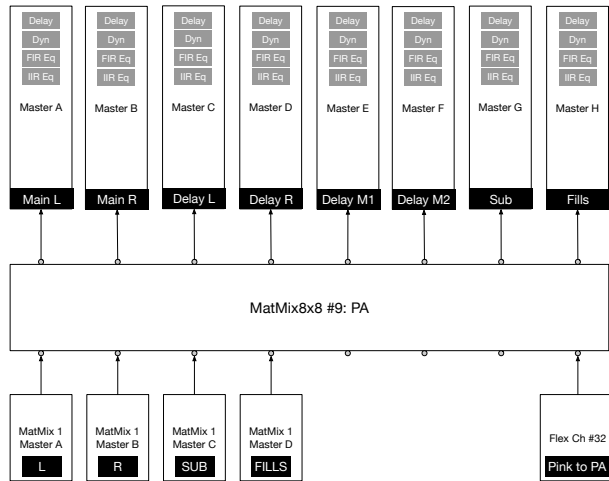 Delay Delay Delay Delay Delay Delay Delay Delay
Dyn Dyn Dyn Dyn Dyn Dyn Dyn Dyn
FIR Eq FIR Eq FIR Eq FIR Eq FIR Eq FIR Eq FIR Eq FIR Eq
IIR Eq IIR Eq IIR Eq IIR Eq IIR Eq IIR Eq IIR Eq IIR Eq
Master A Master B Master C Master D Master E Master F Master G Master H
Main L Main R Delay L Delay R Delay M1 Delay M2 Sub Fills
MatMix8x8 #9: PA
MatMix 1 MatMix 1 MatMix 1 MatMix 1
Master A Master B Master C Master D Flex Ch #32
L R SUB FILLS Pink to PA